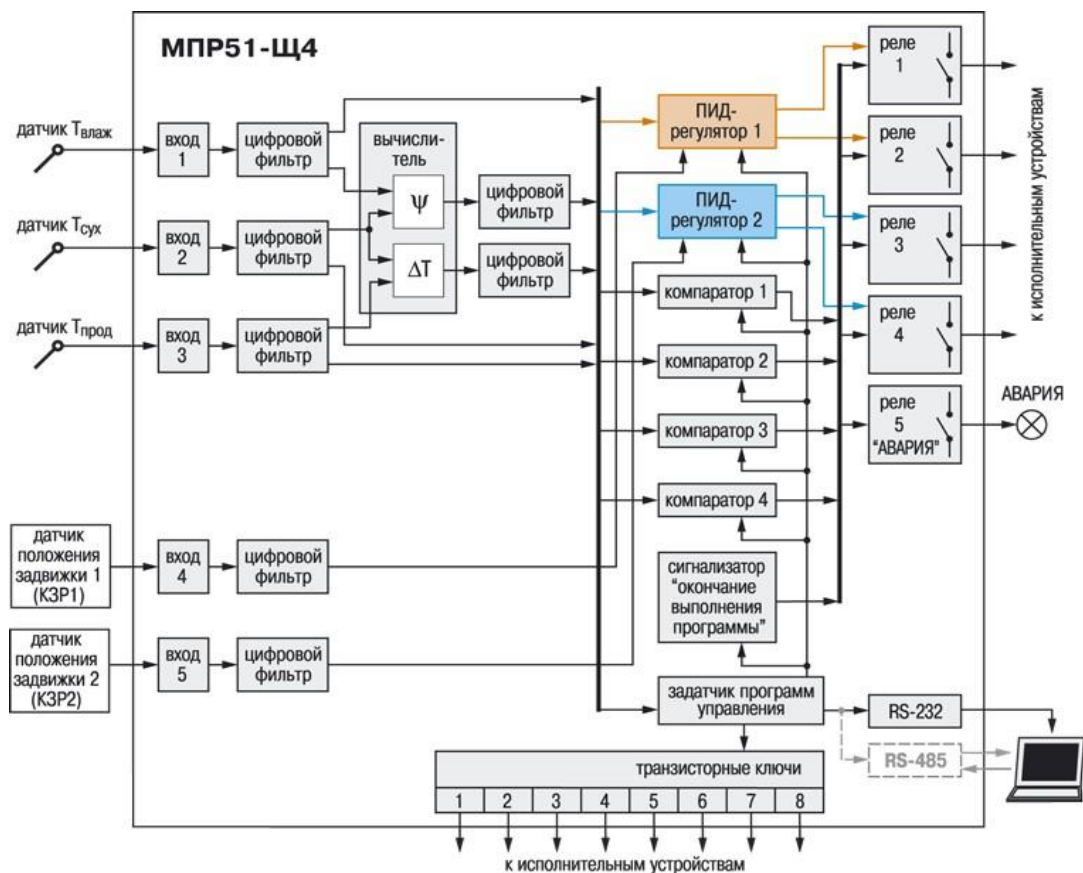 МПР51-Щ4
датчик Твлаж
вход
1
цифровой
фильтр
датчик Тсух
вход
2
цифровой
фильтр
датчик Тпрод
вход
3
цифровой
фильтр
вычисли-
тель
ψ
ΔT
цифровой
фильтр
цифровой
фильтр
датчик
положения
задвижки 1
(КЗР1)
вход
4
цифровой
фильтр
датчик
положения
задвижки 2
(КЗР2)
вход
5
цифровой
фильтр
ПИД-
регулятор 1
ПИД-
регулятор 2
компаратор 1
компаратор 2
компаратор 3
компаратор 4
сигнализатор
“окончание
выполнения
программы”
задатчик программ
управления
реле
1
реле
2
реле
3
реле
4
реле
5
“АВАРИЯ”
к исполнительным устройствам
АВАРИЯ
RS-232
RS-485
транзисторные ключи
1 2 3 4 5 6 7 8
к исполнительным устройствам